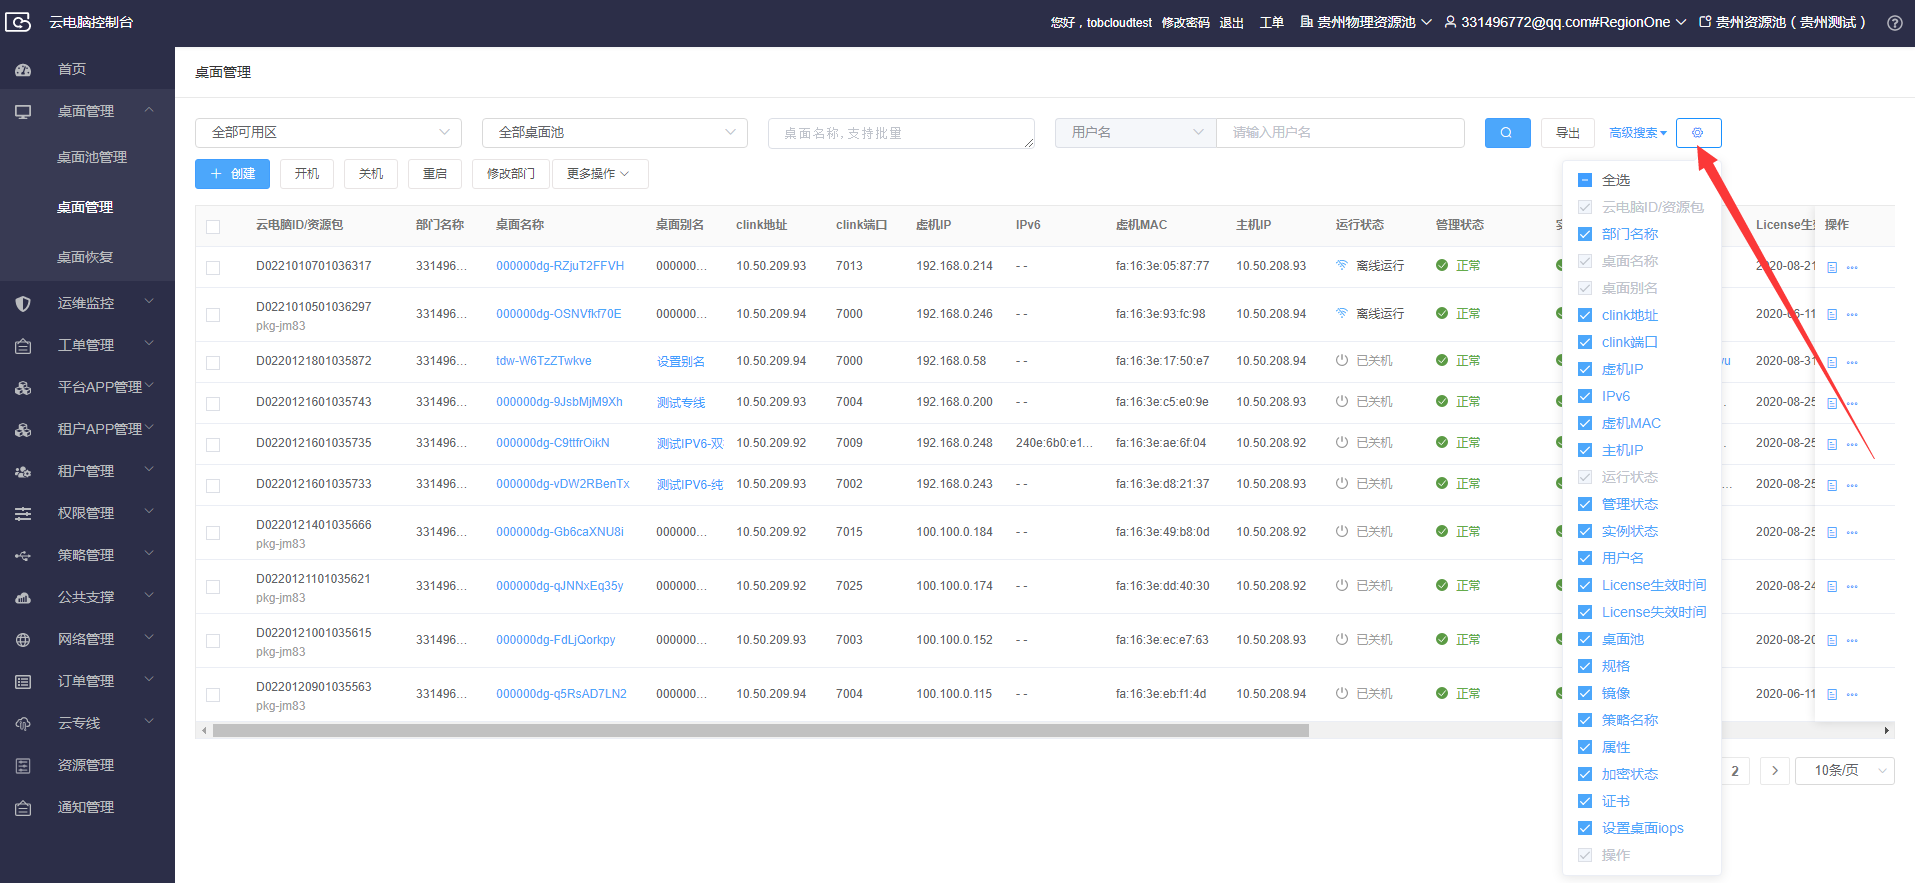 云电脑控制台
您好，tobcloudtest 修改密码 退出 工单 贵州物理资源池 331496772@qq.com#RegionOne 贵州资源池（贵州测试）
首页
桌面管理
桌面池管理
桌面管理
桌面恢复
运维监控
工单管理
平台APP管理
租户APP管理
租户管理
权限管理
策略管理
公共支撑
网络管理
订单管理
云专线
资源管理
通知管理
桌面管理
全部可用区 全部桌面池 桌面名称,支持批量 用户名 请输入用户名 导出 高级搜索
创建 开机 关机 重启 修改部门 更多操作
云电脑ID/资源包 部门名称 桌面名称 桌面别名 clink地址 clink端口 虚机IP IPv6 虚机MAC 主机IP 运行状态 管理状态 License生效 操作
D0221010701036317 331496... 000000dg-RZjuT2FFVH 000000... 10.50.209.93 7013 192.168.0.214 - - fa:16:3e:05:87:77 10.50.208.93 离线运行 正常 2020-08-21
D0221010501036297 331496... 000000dg-OSNVfkf70E 000000... 10.50.209.94 7000 192.168.0.246 - - fa:16:3e:93:fc:98 10.50.208.94 离线运行 正常 2020-06-11
pkg-jm83
D0220121801035872 331496... tdw-W6TzZTwkve 设置别名 10.50.209.94 7000 192.168.0.58 - - fa:16:3e:17:50:e7 10.50.208.94 已关机 正常 wu 2020-08-31
D0220121601035743 331496... 000000dg-9JsbMjM9Xh 测试专线 10.50.209.93 7004 192.168.0.200 - - fa:16:3e:c5:e0:9e 10.50.208.93 已关机 正常 2020-08-25
D0220121601035735 331496... 000000dg-C9ttfrOikN 测试IPV6-双 10.50.209.92 7009 192.168.0.248 240e:6b0:e1... fa:16:3e:ae:6f:04 10.50.208.92 已关机 正常 2020-08-25
D0220121601035733 331496... 000000dg-vDW2RBenTx 测试IPV6-纯 10.50.209.93 7002 192.168.0.243 - - fa:16:3e:d8:21:37 10.50.208.93 已关机 正常 ... 2020-08-25
D0220121401035666 331496... 000000dg-Gb6caXNU8i 000000... 10.50.209.92 7015 100.100.0.184 - - fa:16:3e:49:b8:0d 10.50.208.92 已关机 正常 2020-08-25
pkg-jm83
D0220121101035621 331496... 000000dg-qJNNxEq35y 000000... 10.50.209.92 7025 100.100.0.174 - - fa:16:3e:dd:40:30 10.50.208.92 已关机 正常 2020-08-24
pkg-jm83
D0220121001035615 331496... 000000dg-FdLjQorkpy 000000... 10.50.209.93 7003 100.100.0.152 - - fa:16:3e:ec:e7:63 10.50.208.93 已关机 正常 2020-08-20
pkg-jm83
D0220120901035563 331496... 000000dg-q5RsAD7LN2 000000... 10.50.209.94 7004 100.100.0.115 - - fa:16:3e:eb:f1:4d 10.50.208.94 已关机 正常 2020-06-11
pkg-jm83
2 10条/页
全选
云电脑ID/资源包
部门名称
桌面名称
桌面别名
clink地址
clink端口
虚机IP
IPv6
虚机MAC
主机IP
运行状态
管理状态
实例状态
用户名
License生效时间
License失效时间
桌面池
规格
镜像
策略名称
属性
加密状态
证书
设置桌面iops
操作